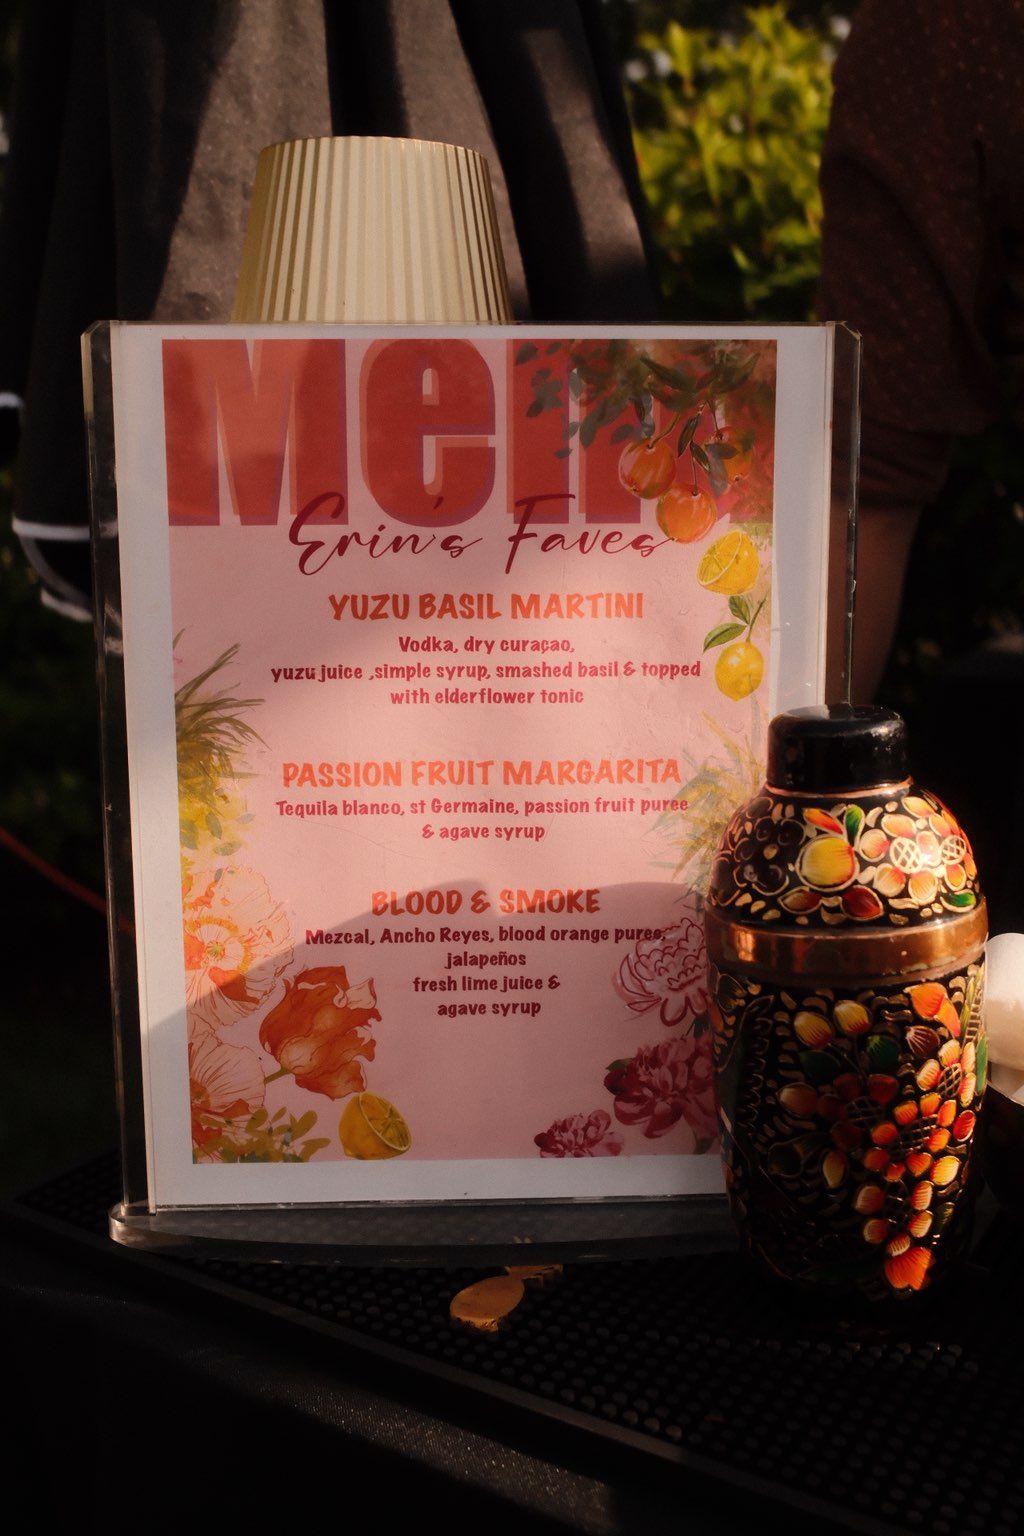 Menu
Erin's Faves
YUZU BASIL MARTINI
Vodka, dry curaçao,
yuzu juice ,simple syrup, smashed basil & topped
with elderflower tonic
PASSION FRUIT MARGARITA
Tequila blanco, st Germaine, passion fruit puree
& agave syrup
BLOOD & SMOKE
Mezcal, Ancho Reyes, blood orange puree,
jalapeños
fresh lime juice &
agave syrup